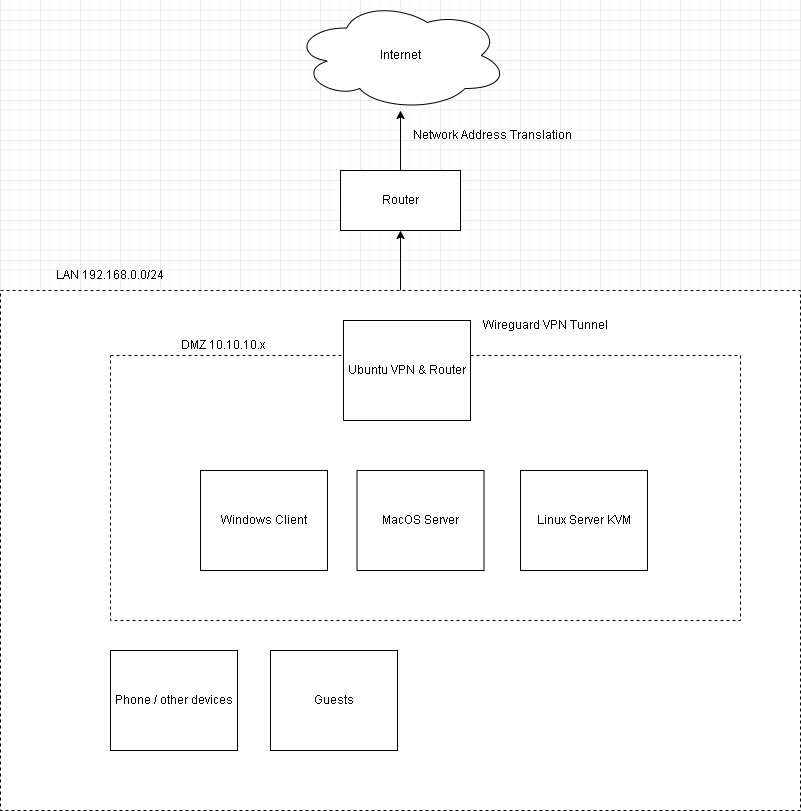 Internet
Network Address Translation
Router
LAN 192.168.0.0/24
Wireguard VPN Tunnel
DMZ 10.10.10.x
Ubuntu VPN & Router
Windows Client
MacOS Server
Linux Server KVM
Phone / other devices
Guests